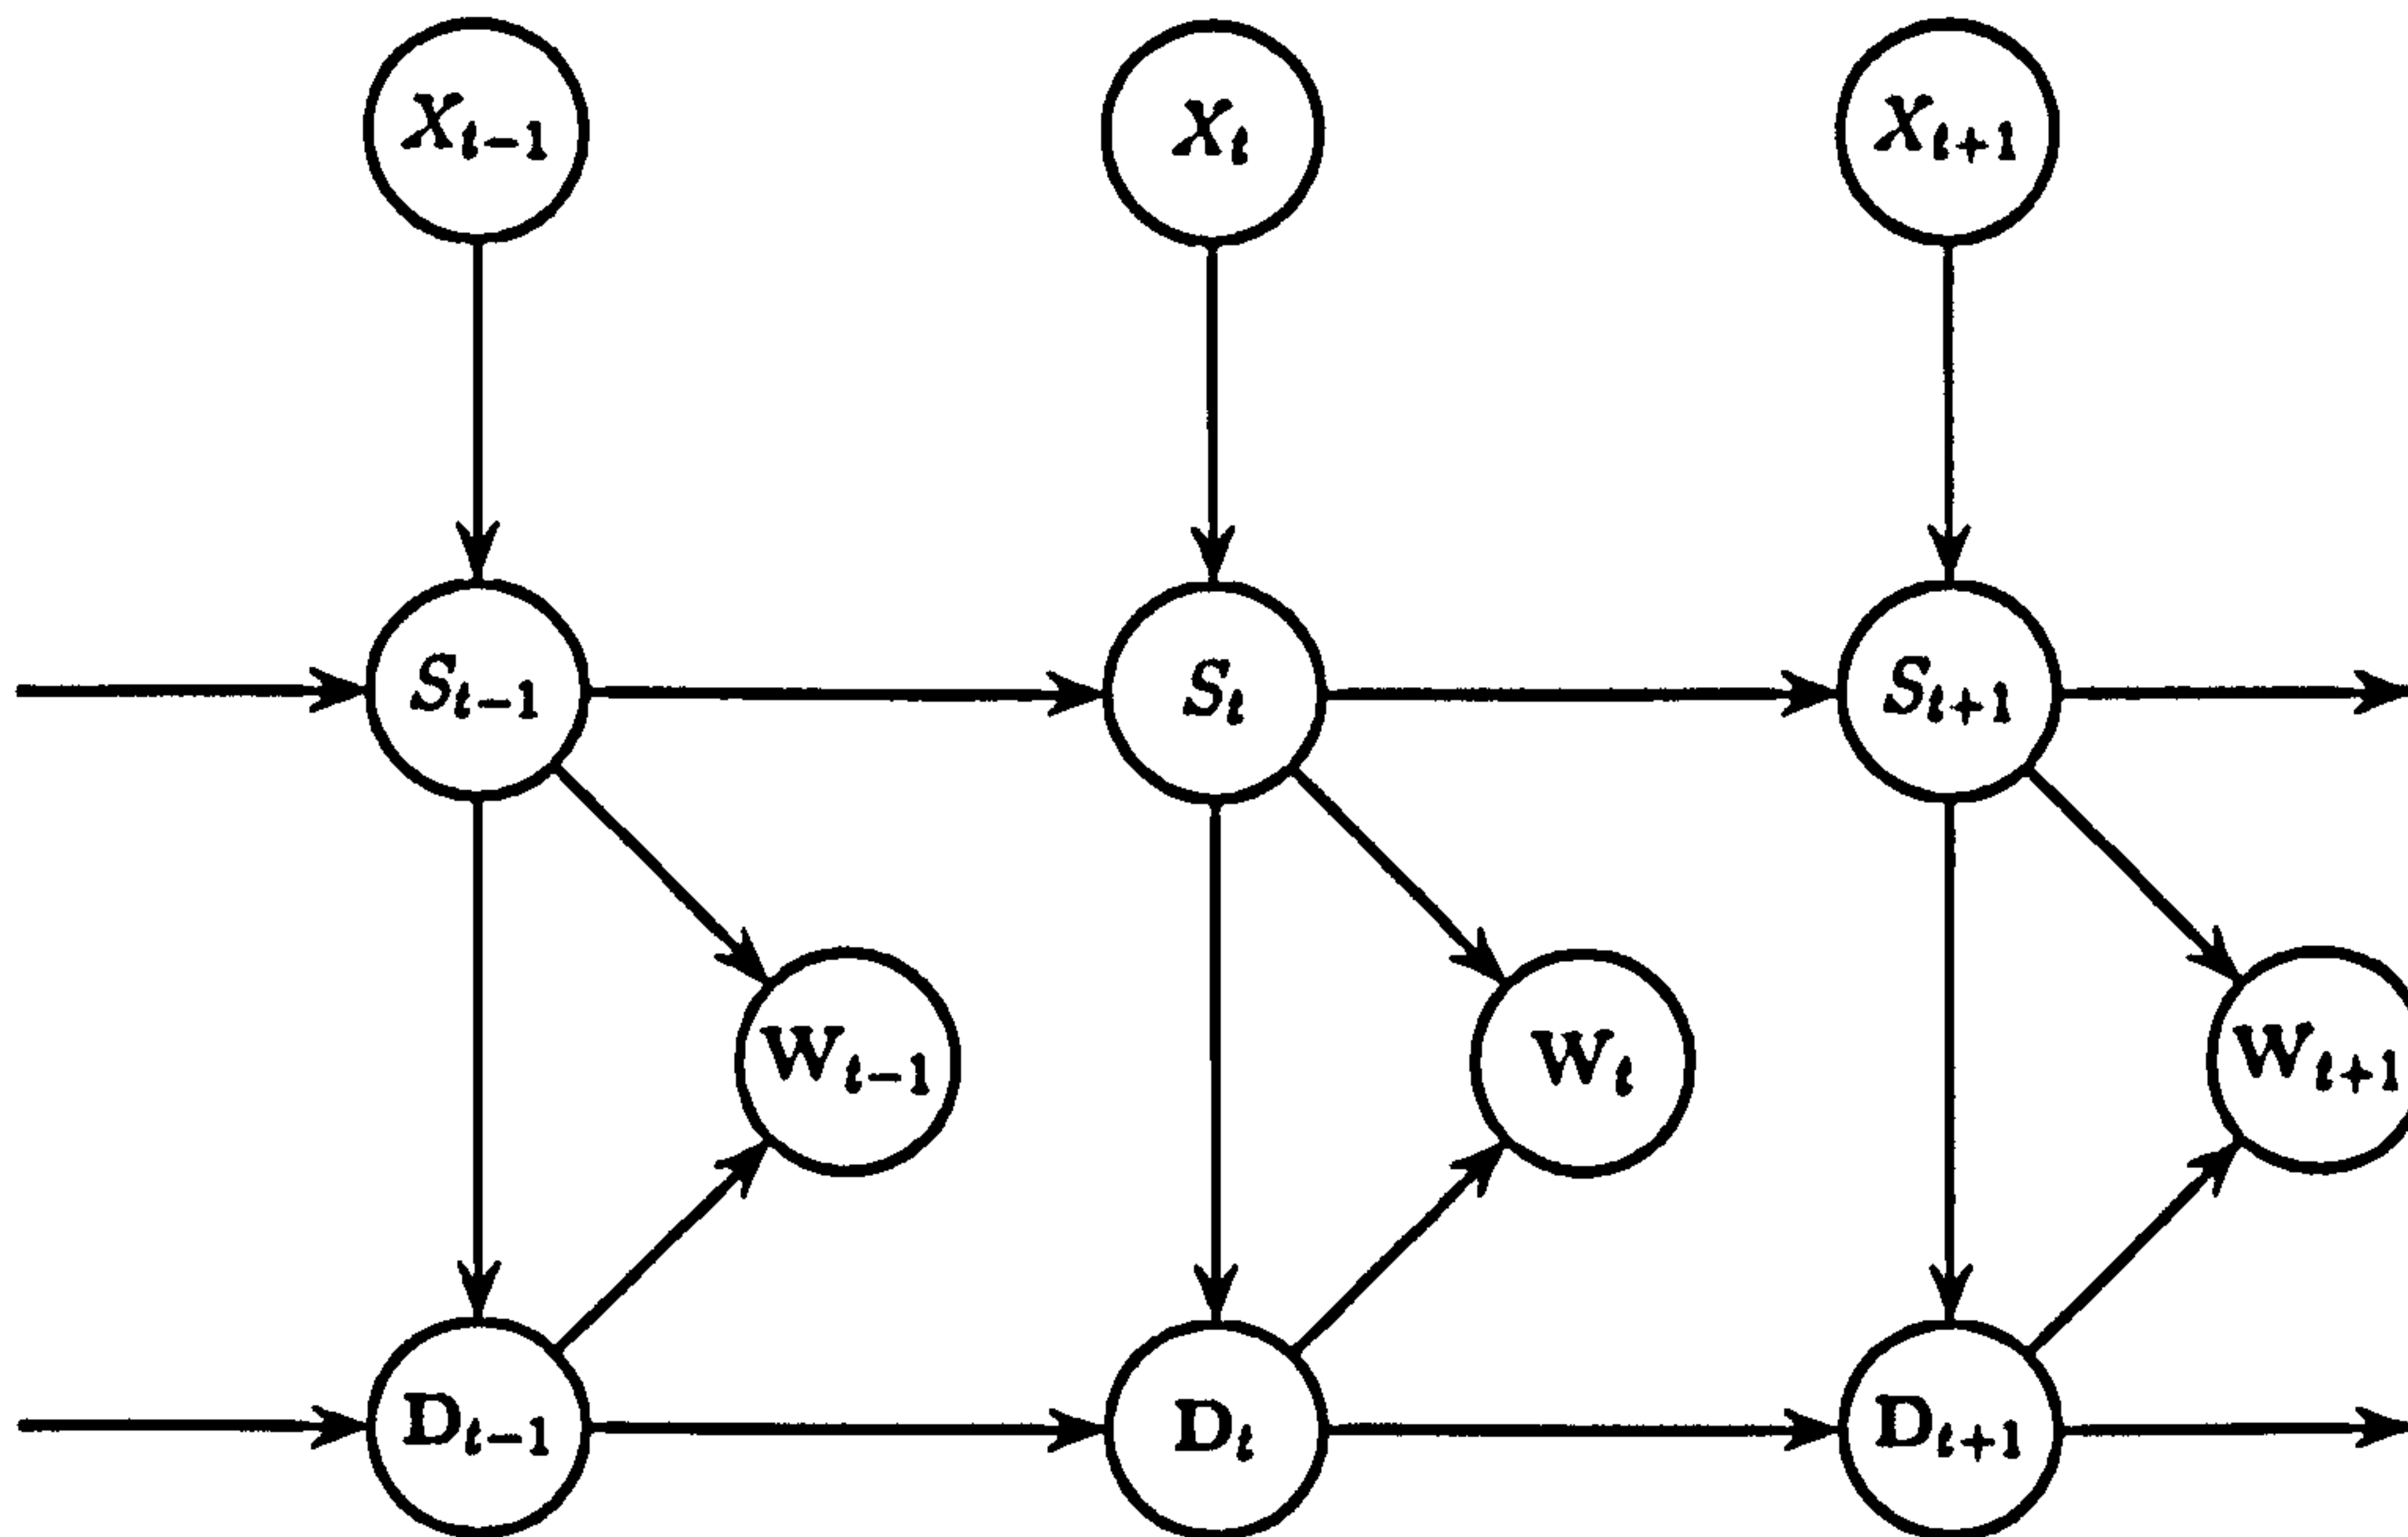 X_{t-1} X_t X_{t+1}
S_{t-1} S_t S_{t+1}
W_{t-1} W_t W_{t+1}
D_{t-1} D_t D_{t+1}